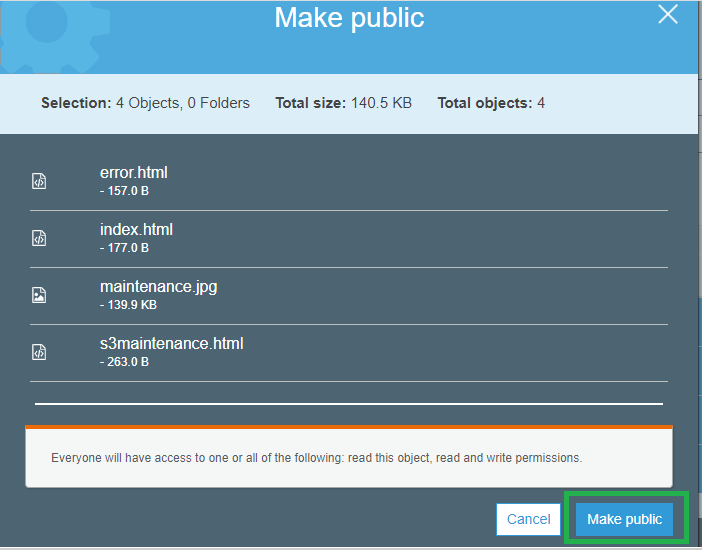 Make public
Selection: 4 Objects, 0 Folders Total size: 140.5 KB Total objects: 4
error.html
- 157.0 B
index.html
- 177.0 B
maintenance.jpg
- 139.9 KB
s3maintenance.html
- 263.0 B
Everyone will have access to one or all of the following: read this object, read and write permissions.
Cancel Make public